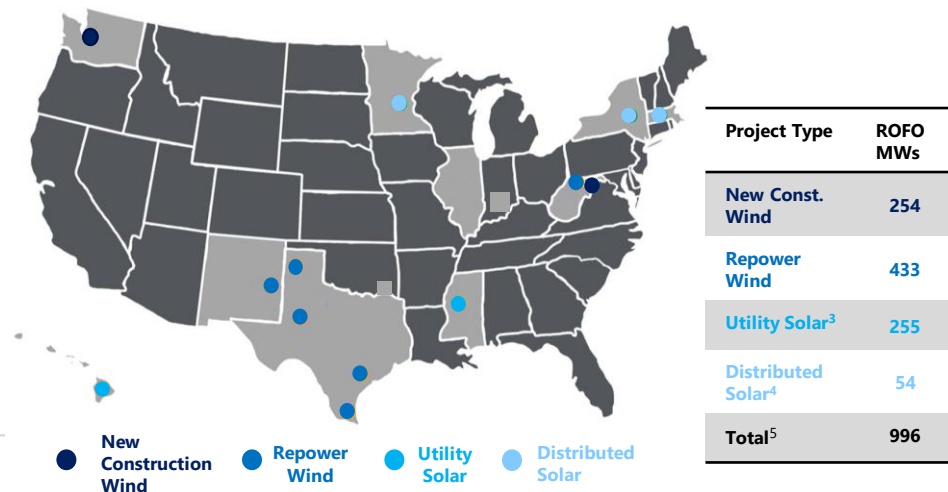 Project Type ROFO
MWs
New Const.
Wind 254
Repower
Wind 433
Utility Solar3 255
Distributed
Solar4 54
Total5 996
New
Construction
Wind
Repower
Wind
Utility
Solar
Distributed
Solar